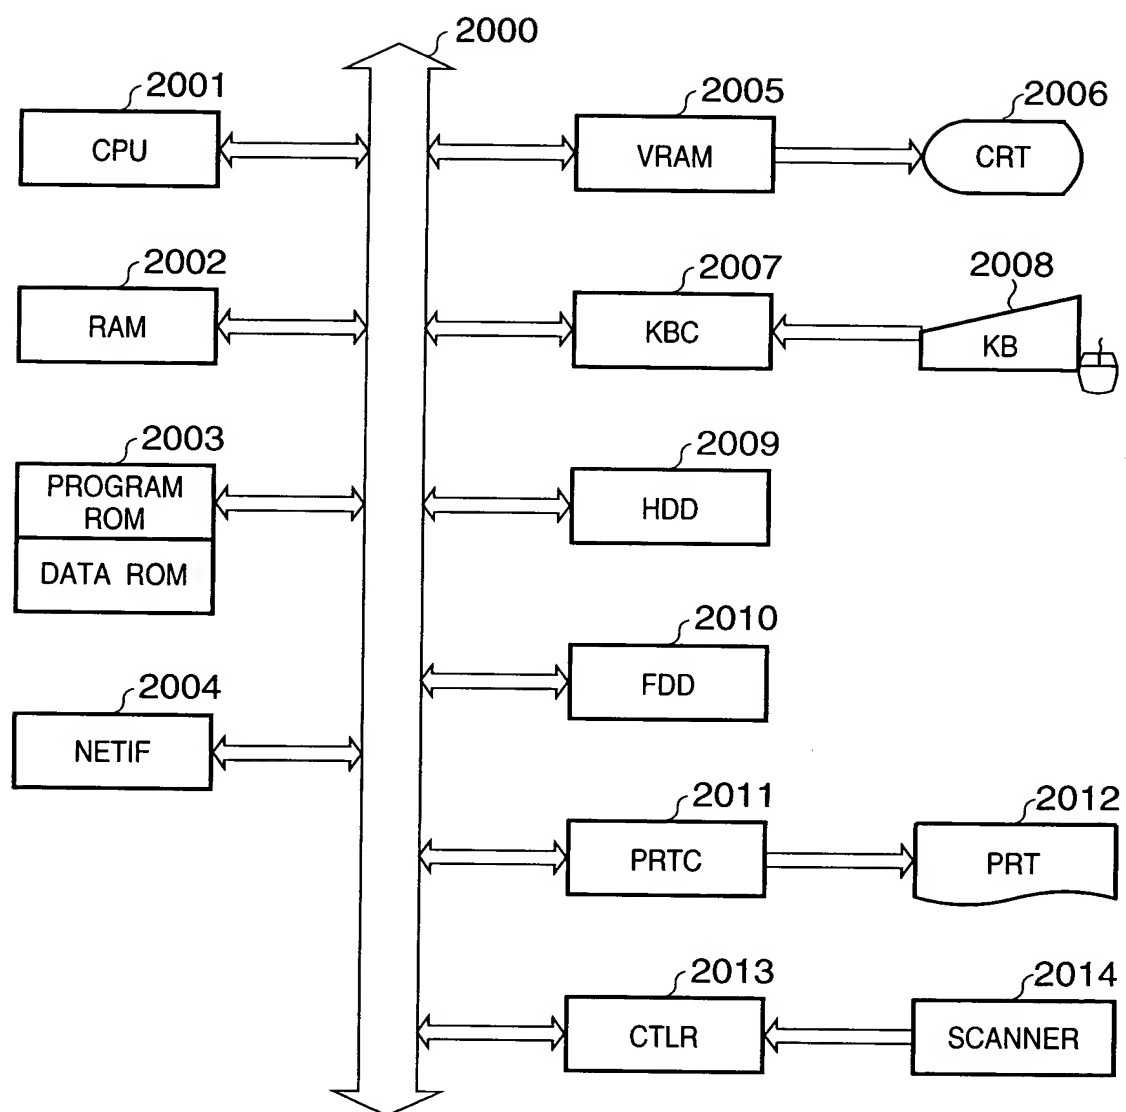 2000
2001
CPU
2005
VRAM
2006
CRT
2002
RAM
2007
KBC
2008
KB
2003
PROGRAM
ROM
DATA ROM
2009
HDD
2010
FDD
2004
NETIF
2011
PRTC
2012
PRT
2013
CTLR
2014
SCANNER